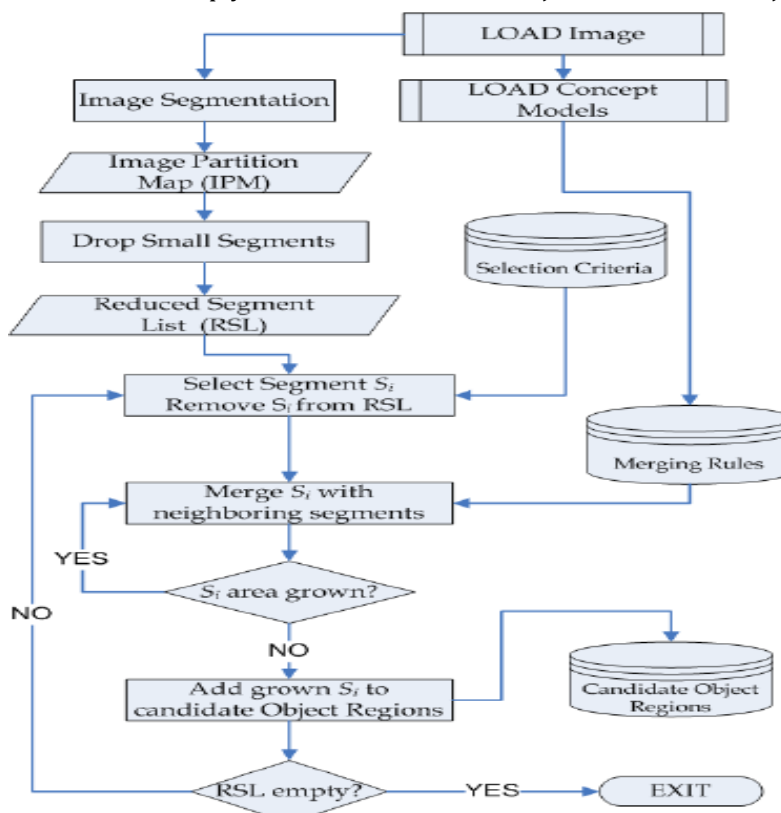 LOAD Image
Image Segmentation
LOAD Concept
Models
Image Partition
Map (IPM)
Drop Small Segments
Selection Criteria
Reduced Segment
List (RSL)
Select Segment Si
Remove Si from RSL
Merging Rules
Merge Si with
neighboring segments
YES
Si area grown?
NO
NO
Add grown Si to
candidate Object Regions
Candidate Object
Regions
RSL empty?
YES
EXIT